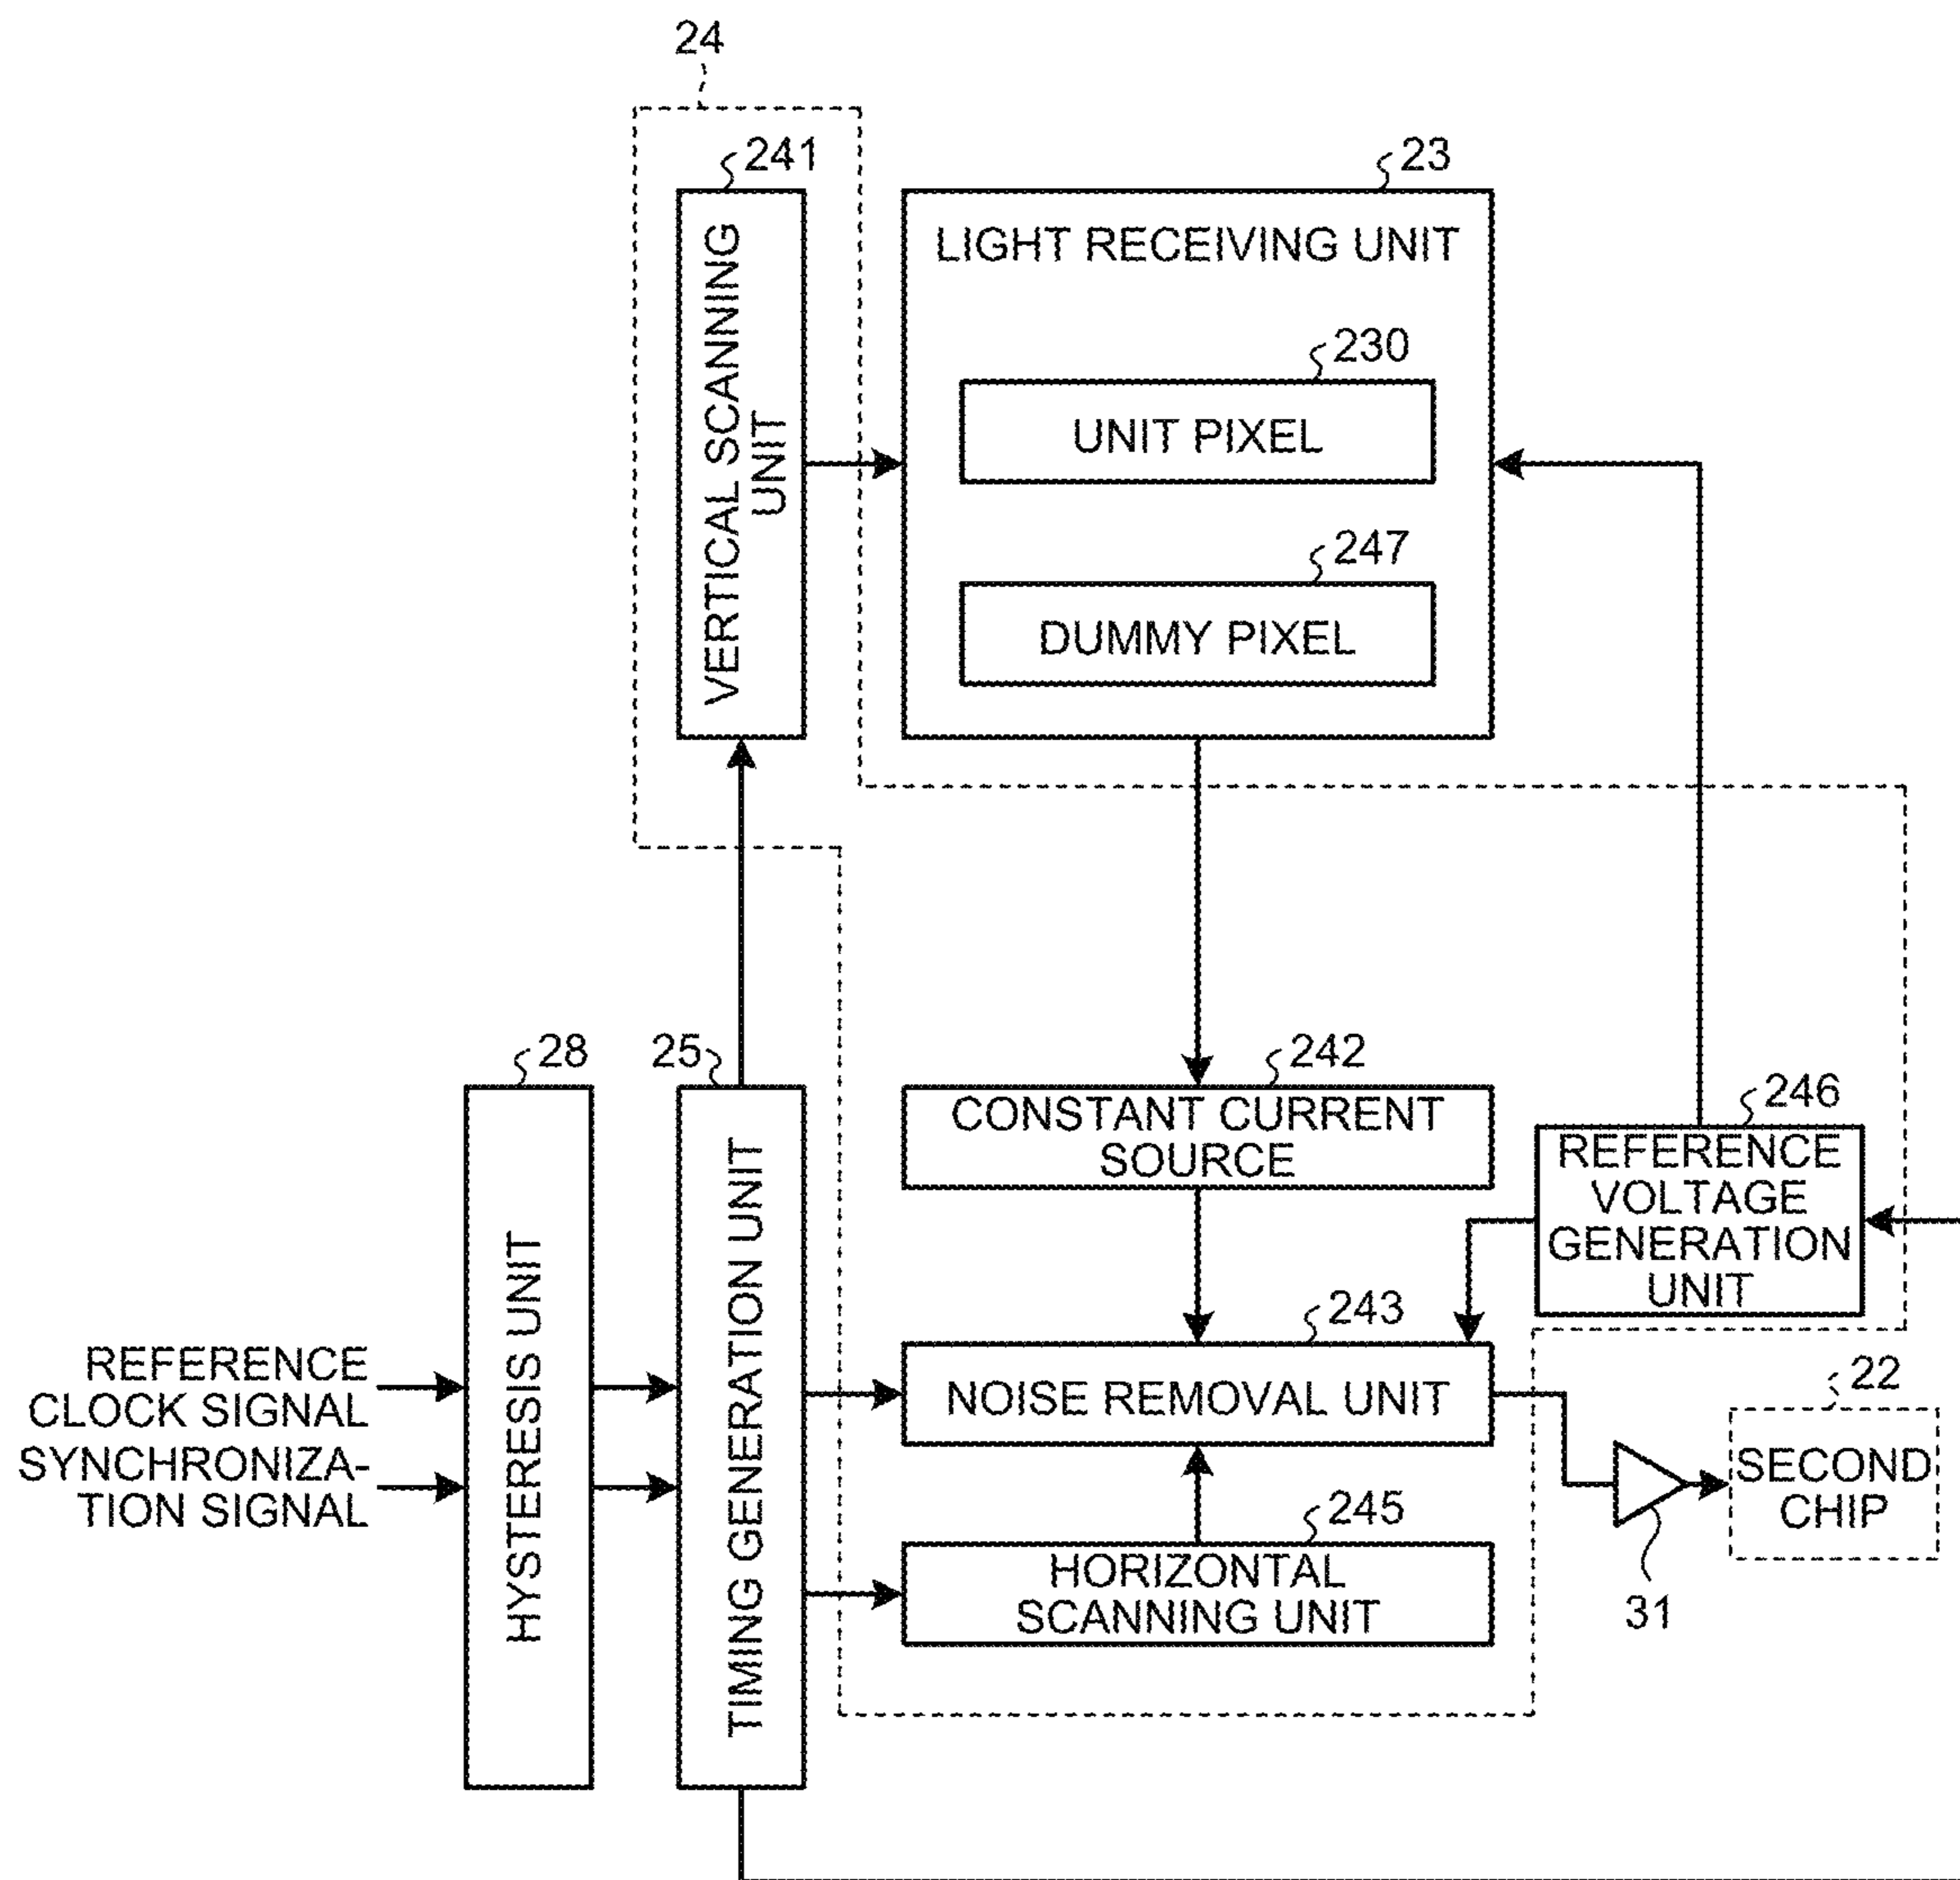 24
241
23
VERTICAL SCANNING
UNIT
LIGHT RECEIVING UNIT
230
UNIT PIXEL
247
DUMMY PIXEL
28
25
242
CONSTANT CURRENT
SOURCE
246
REFERENCE
VOLTAGE
GENERATION
UNIT
HYSTERESIS UNIT
TIMING GENERATION UNIT
243
NOISE REMOVAL UNIT
REFERENCE
CLOCK SIGNAL
SYNCHRONIZA-
TION SIGNAL
22
SECOND
CHIP
245
HORIZONTAL
SCANNING UNIT
31